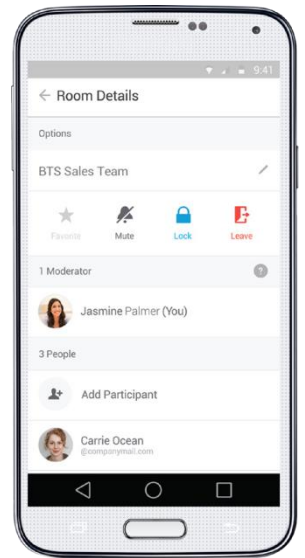 9:41
Room Details
Options
BTS Sales Team
Favorite Mute Lock Leave
1 Moderator
?
Jasmine Palmer (You)
3 People
Add Participant
Carrie Ocean
@companymail.com